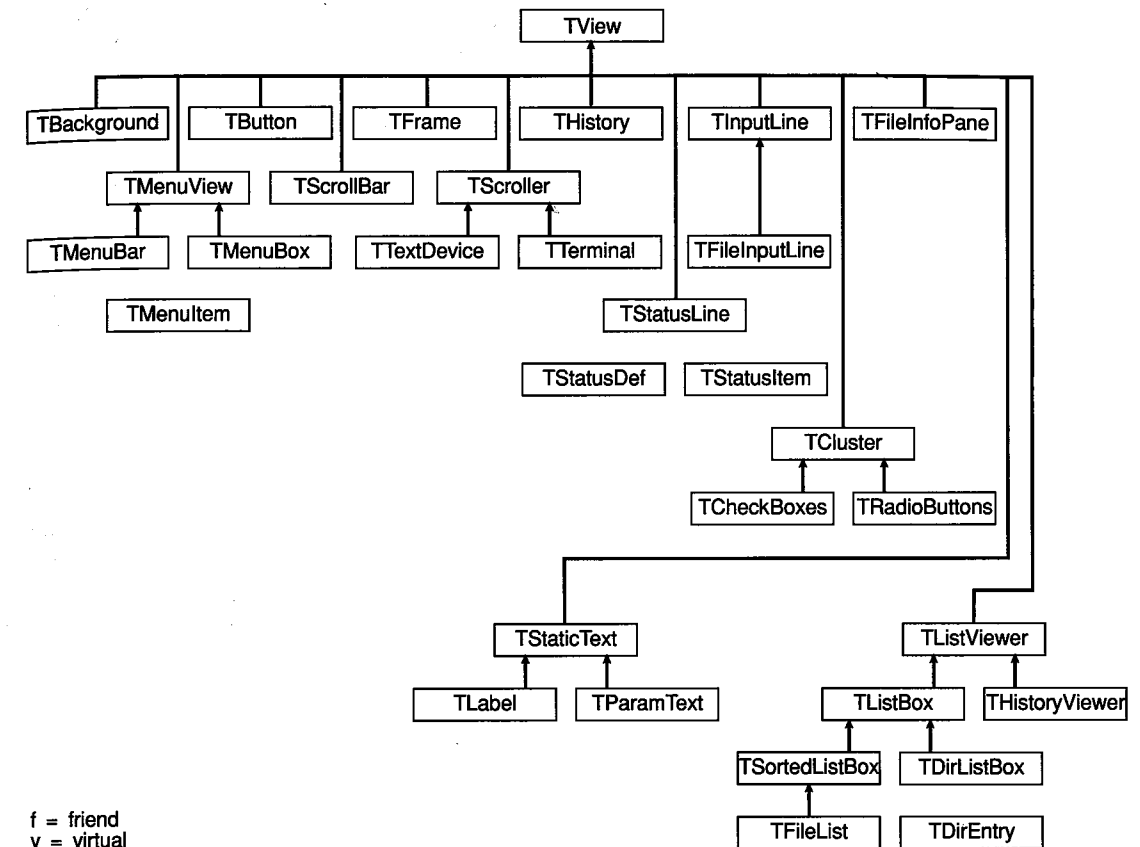 TView
TBackground
TButton
TFrame
THistory
TInputLine
TFileInfoPane
TMenuView
TScrollBar
TScroller
TMenuBar
TMenuBox
TTextDevice
TTerminal
TFileInputLine
TMenuItem
TStatusLine
TStatusDef
TStatusItem
TCluster
TCheckBoxes
TRadioButtons
TStaticText
TListViewer
TLabel
TParamText
TListBox
THistoryViewer
TSortedListBox
TDirListBox
f = friend
v = virtual
TFileList
TDirEntry